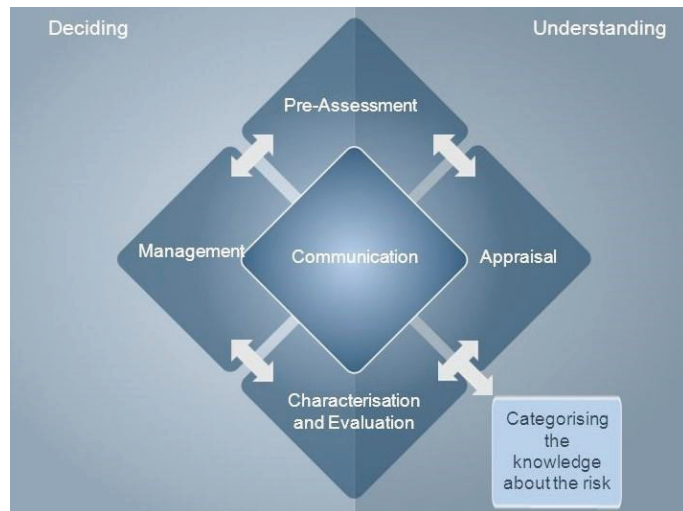 Deciding
Understanding
Pre-Assessment
Management
Communication
Appraisal
Characterisation
and Evaluation
Categorising
the
knowledge
about the risk